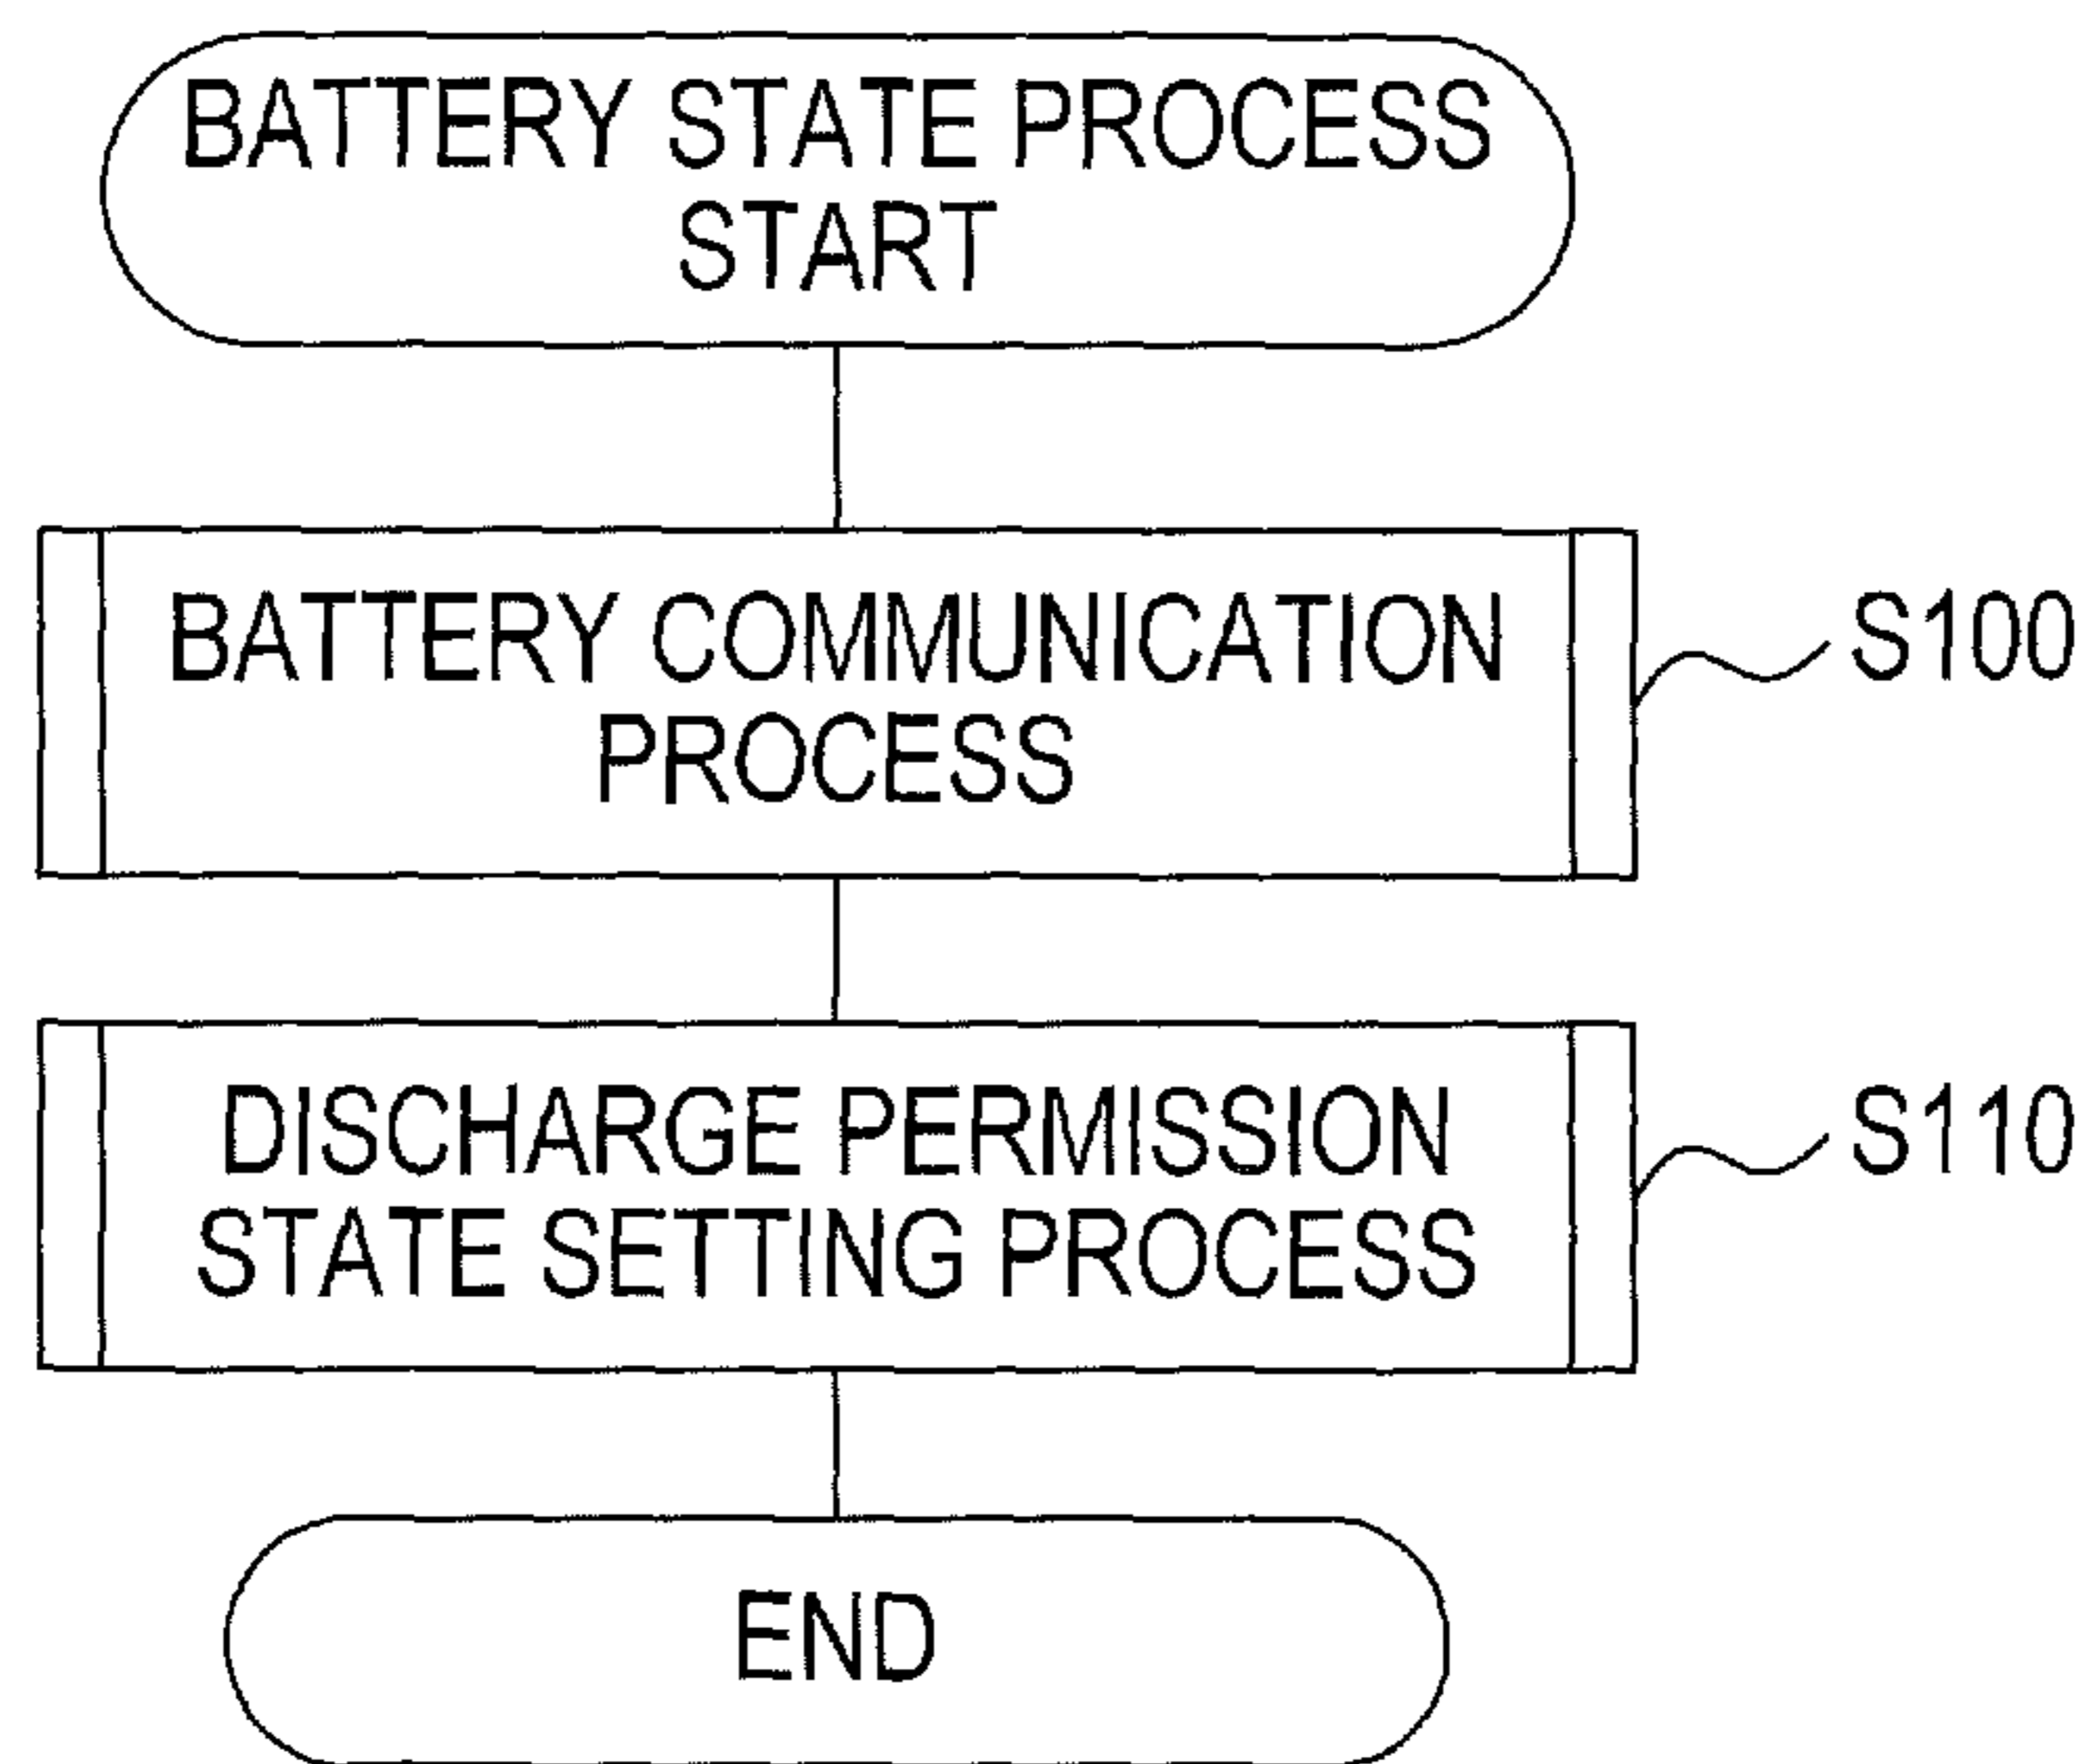 BATTERY STATE PROCESS
START
BATTERY COMMUNICATION
PROCESS
S100
DISCHARGE PERMISSION
STATE SETTING PROCESS
S110
END